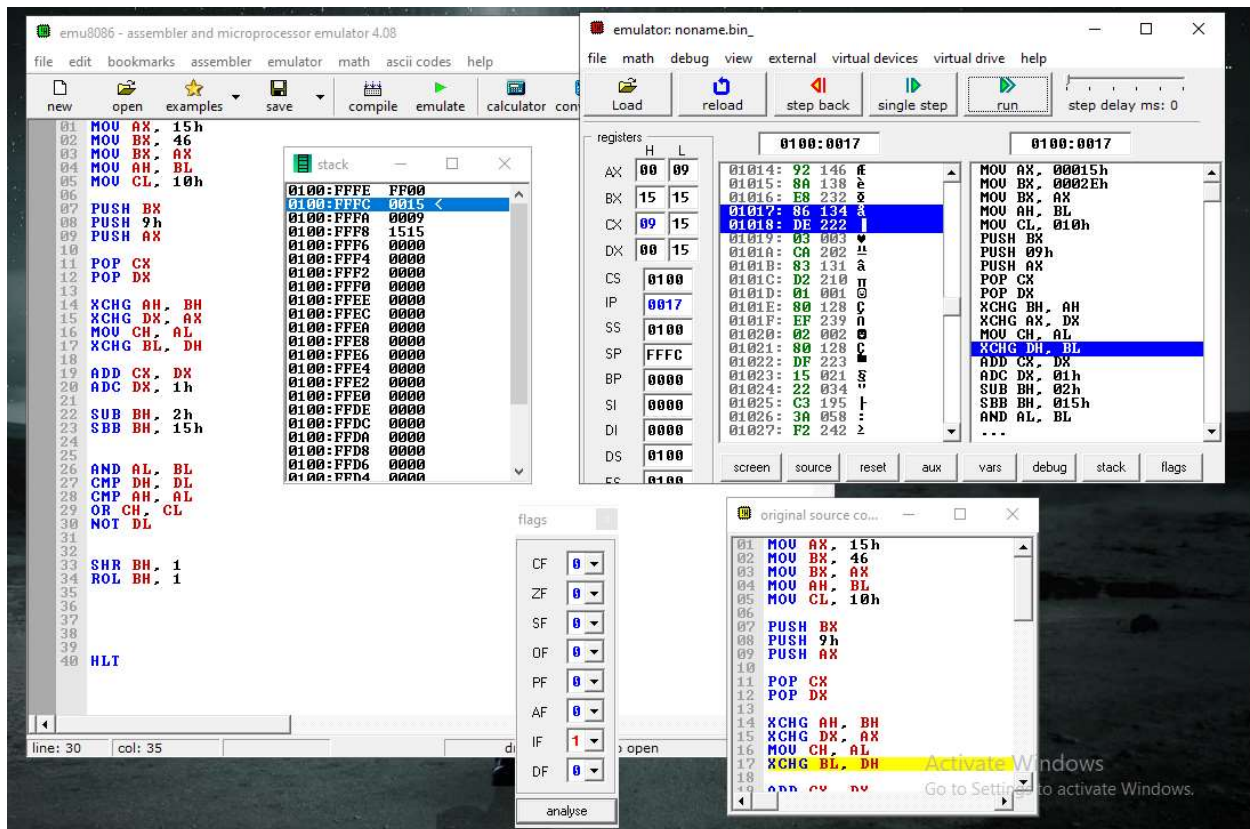 emu8086 - assembler and microprocessor emulator 4.08
file edit bookmarks assembler emulator math ascii codes help
new open examples save compile emulate calculator con
01 MOV AX, 15h
02 MOV BX, 46
03 MOV BX, AX
04 MOV AH, BL
05 MOV CL, 10h
06
07 PUSH BX
08 PUSH 9h
09 PUSH AX
10
11 POP CX
12 POP DX
13
14 XCHG AH, BH
15 XCHG DX, AX
16 MOV CH, AL
17 XCHG BL, DH
18
19 ADD CX, DX
20 ADC DX, 1h
21
22 SUB BH, 2h
23 SBB BH, 15h
24
25
26 AND AL, BL
27 CMP DH, DL
28 CMP AH, AL
29 OR CH, CL
30 NOT DL
31
32
33 SHR BH, 1
34 ROL BH, 1
35
36
37
38
39
40 HLT
line: 30 col: 35
open
stack
0100:FFFE FF00
0100:FFFC 0015 <
0100:FFFA 0009
0100:FFF8 1515
0100:FFF6 0000
0100:FFF4 0000
0100:FFF2 0000
0100:FFF0 0000
0100:FFEE 0000
0100:FFEC 0000
0100:FFEA 0000
0100:FFE8 0000
0100:FFE6 0000
0100:FFE4 0000
0100:FFE2 0000
0100:FFE0 0000
0100:FFDE 0000
0100:FFDC 0000
0100:FFDA 0000
0100:FFD8 0000
0100:FFD6 0000
0100:FFD4 0000
emulator: noname.bin_
file math debug view external virtual devices virtual drive help
Load reload step back single step run step delay ms: 0
registers
H L
AX 00 09
BX 15 15
CX 09 15
DX 00 15
CS 0100
IP 0017
SS 0100
SP FFFC
BP 0000
SI 0000
DI 0000
DS 0100
ES 0100
0100:0017
01014: 92 146 Æ
01015: 8A 138 è
01016: E8 232
01017: 86 134 å
01018: DE 222 ▐
01019: 03 003 ♥
0101A: CA 202 ╩
0101B: 83 131 â
0101C: D2 210 ╥
0101D: 01 001 ☺
0101E: 80 128 Ç
0101F: EF 239 ∩
01020: 02 002 ☻
01021: 80 128 Ç
01022: DF 223 ▀
01023: 15 021 §
01024: 22 034 "
01025: C3 195 ├
01026: 3A 058 :
01027: F2 242 ≥
0100:0017
MOV AX, 00015h
MOV BX, 0002Eh
MOV BX, AX
MOV AH, BL
MOV CL, 010h
PUSH BX
PUSH 09h
PUSH AX
POP CX
POP DX
XCHG BH, AH
XCHG AX, DX
MOV CH, AL
XCHG DH, BL
ADD CX, DX
ADC DX, 01h
SUB BH, 02h
SBB BH, 015h
AND AL, BL
...
screen source reset aux vars debug stack flags
flags
CF 0
ZF 0
SF 0
OF 0
PF 0
AF 0
IF 1
DF 0
analyse
original source co...
01 MOV AX, 15h
02 MOV BX, 46
03 MOV BX, AX
04 MOV AH, BL
05 MOV CL, 10h
06
07 PUSH BX
08 PUSH 9h
09 PUSH AX
10
11 POP CX
12 POP DX
13
14 XCHG AH, BH
15 XCHG DX, AX
16 MOV CH, AL
17 XCHG BL, DH
18
19 ADD CX, DX
Activate Windows
Go to Settings to activate Windows.